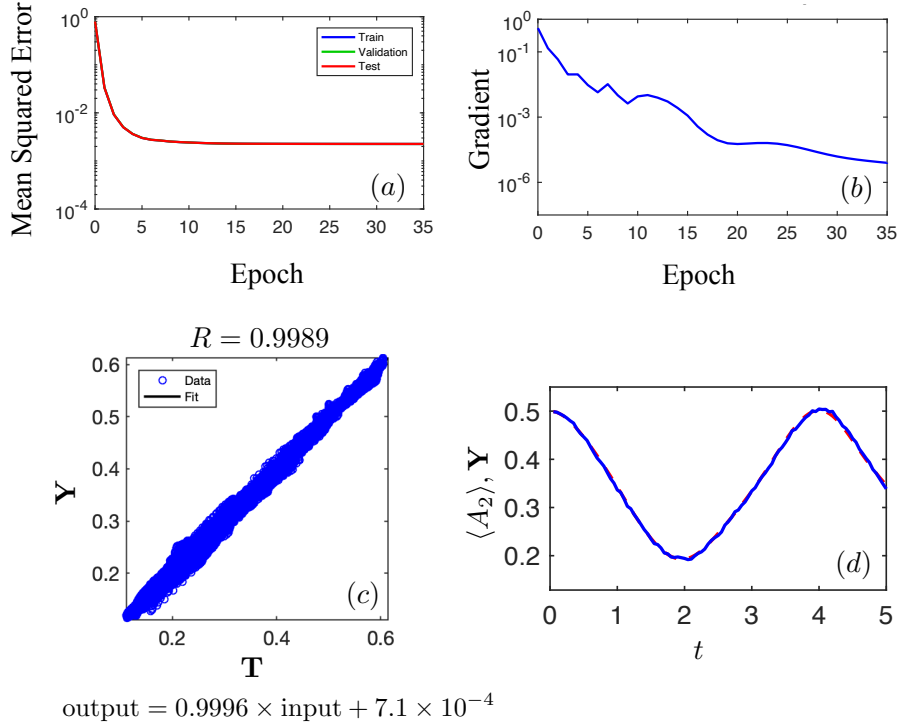 Mean Squared Error
10^0
10^-2
10^-4
Train
Validation
Test
(a)
0 5 10 15 20 25 30 35
Epoch
Gradient
10^0
10^-1
10^-3
10^-6
(b)
0 5 10 15 20 25 30 35
Epoch
R = 0.9989
Y
0.6
0.5
0.4
0.3
0.2
Data
Fit
(c)
0.2 0.4 0.6
T
output = 0.9996 × input + 7.1 × 10^-4
⟨A_2⟩, Y
0.5
0.4
0.3
0.2
(d)
0 1 2 3 4 5
t